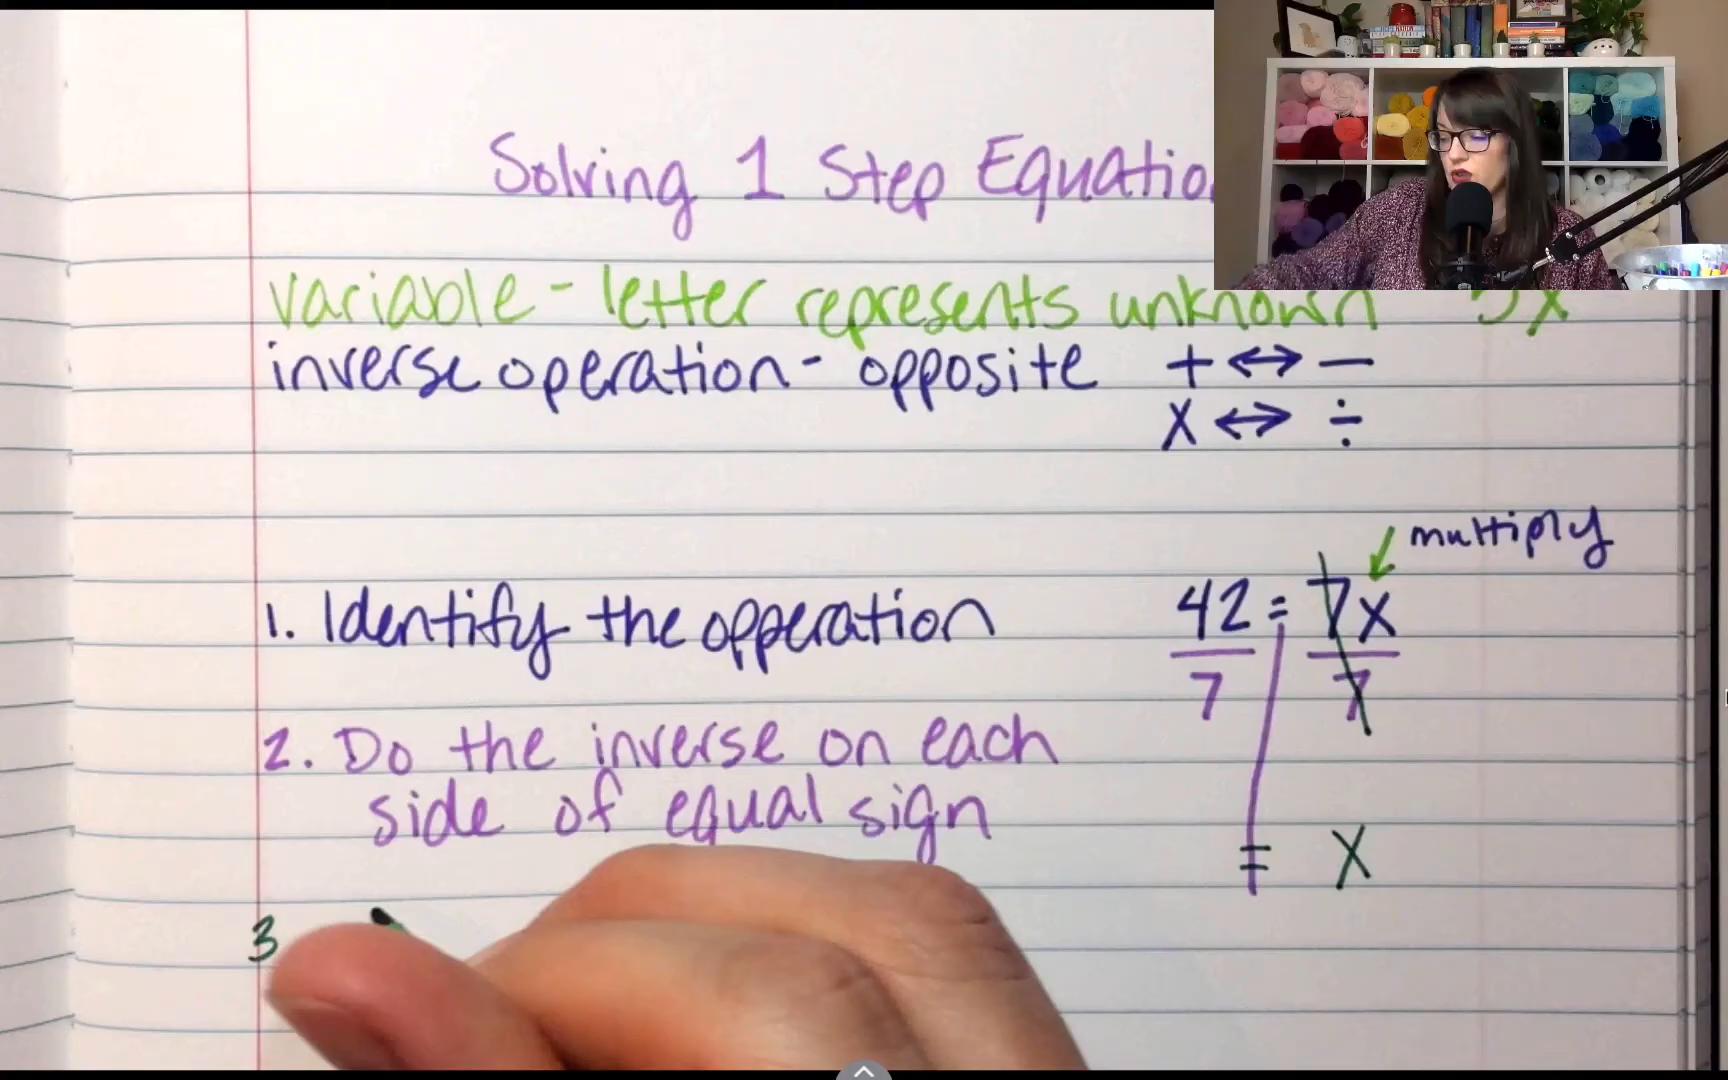 Solving 1 Step Equatio
variable - letter represents unknown
inverse operation - opposite + ↔ −
x ↔ ÷
multiply
1. Identify the opperation 42 = 7x
7 7
2. Do the inverse on each
side of equal sign
= x
3